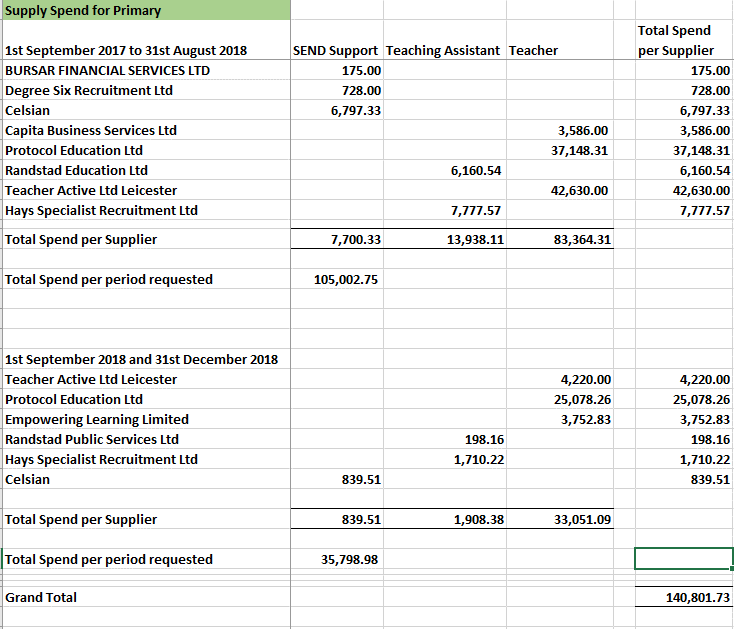 Supply Spend for Primary
Total Spend
1st September 2017 to 31st August 2018 SEND Support Teaching Assistant Teacher per Supplier
BURSAR FINANCIAL SERVICES LTD 175.00 175.00
Degree Six Recruitment Ltd 728.00 728.00
Celsian 6,797.33 6,797.33
Capita Business Services Ltd 3,586.00 3,586.00
Protocol Education Ltd 37,148.31 37,148.31
Randstad Education Ltd 6,160.54 6,160.54
Teacher Active Ltd Leicester 42,630.00 42,630.00
Hays Specialist Recruitment Ltd 7,777.57 7,777.57
Total Spend per Supplier 7,700.33 13,938.11 83,364.31
Total Spend per period requested 105,002.75
1st September 2018 and 31st December 2018
Teacher Active Ltd Leicester 4,220.00 4,220.00
Protocol Education Ltd 25,078.26 25,078.26
Empowering Learning Limited 3,752.83 3,752.83
Randstad Public Services Ltd 198.16 198.16
Hays Specialist Recruitment Ltd 1,710.22 1,710.22
Celsian 839.51 839.51
Total Spend per Supplier 839.51 1,908.38 33,051.09
Total Spend per period requested 35,798.98
Grand Total 140,801.73